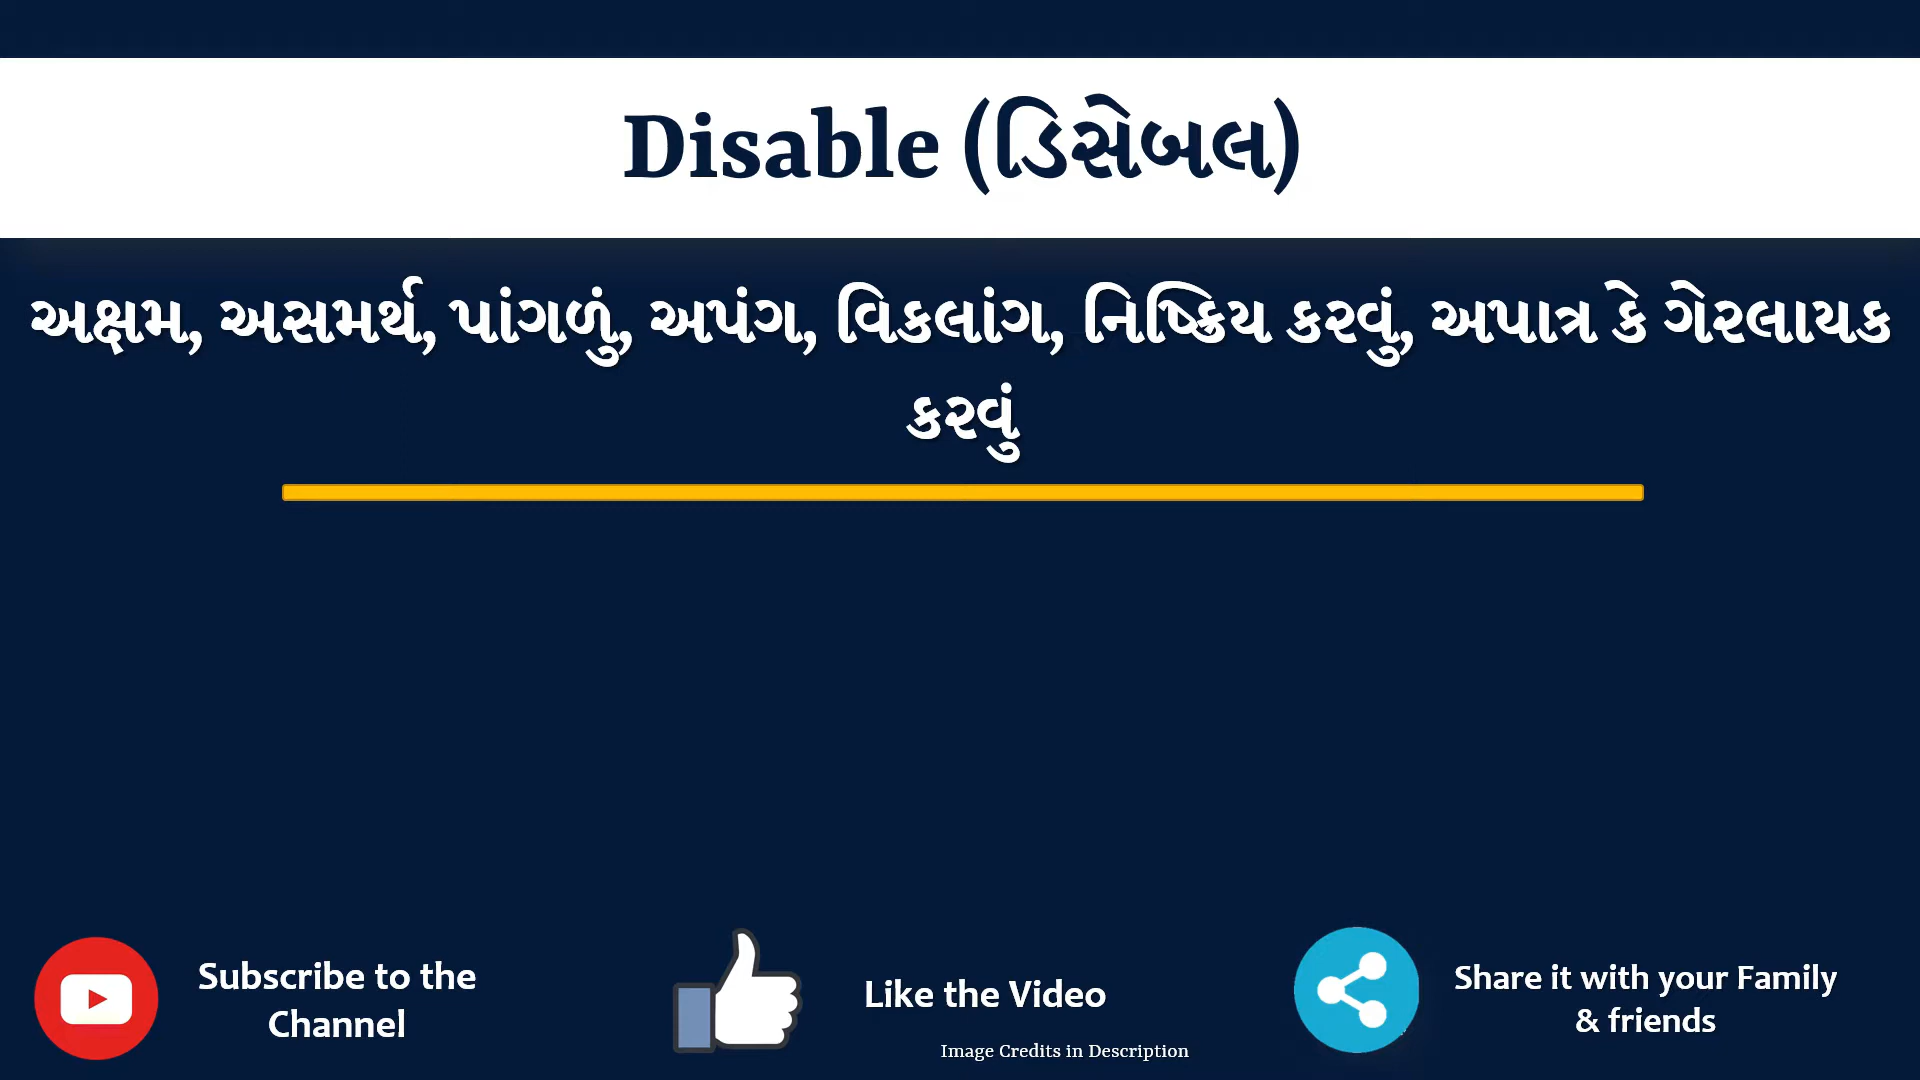 Disable (ડિસેબલ)
અક્ષમ, અસમર્થ, પાંગળું, અપંગ, વિકલાંગ, નિષ્ક્રિય કરવું, અપાત્ર કે ગેરલાયક
કરવું
Subscribe to the
Channel
Like the Video
Share it with your Family
& friends
Image Credits in Description